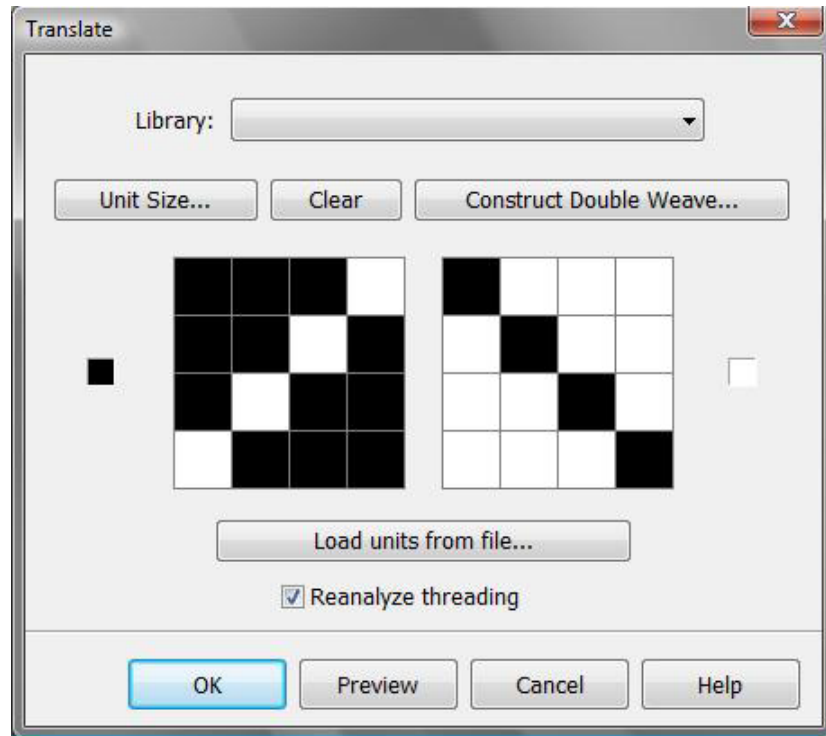 Translate
Library:
Unit Size... Clear Construct Double Weave...
Load units from file...
Reanalyze threading
OK Preview Cancel Help